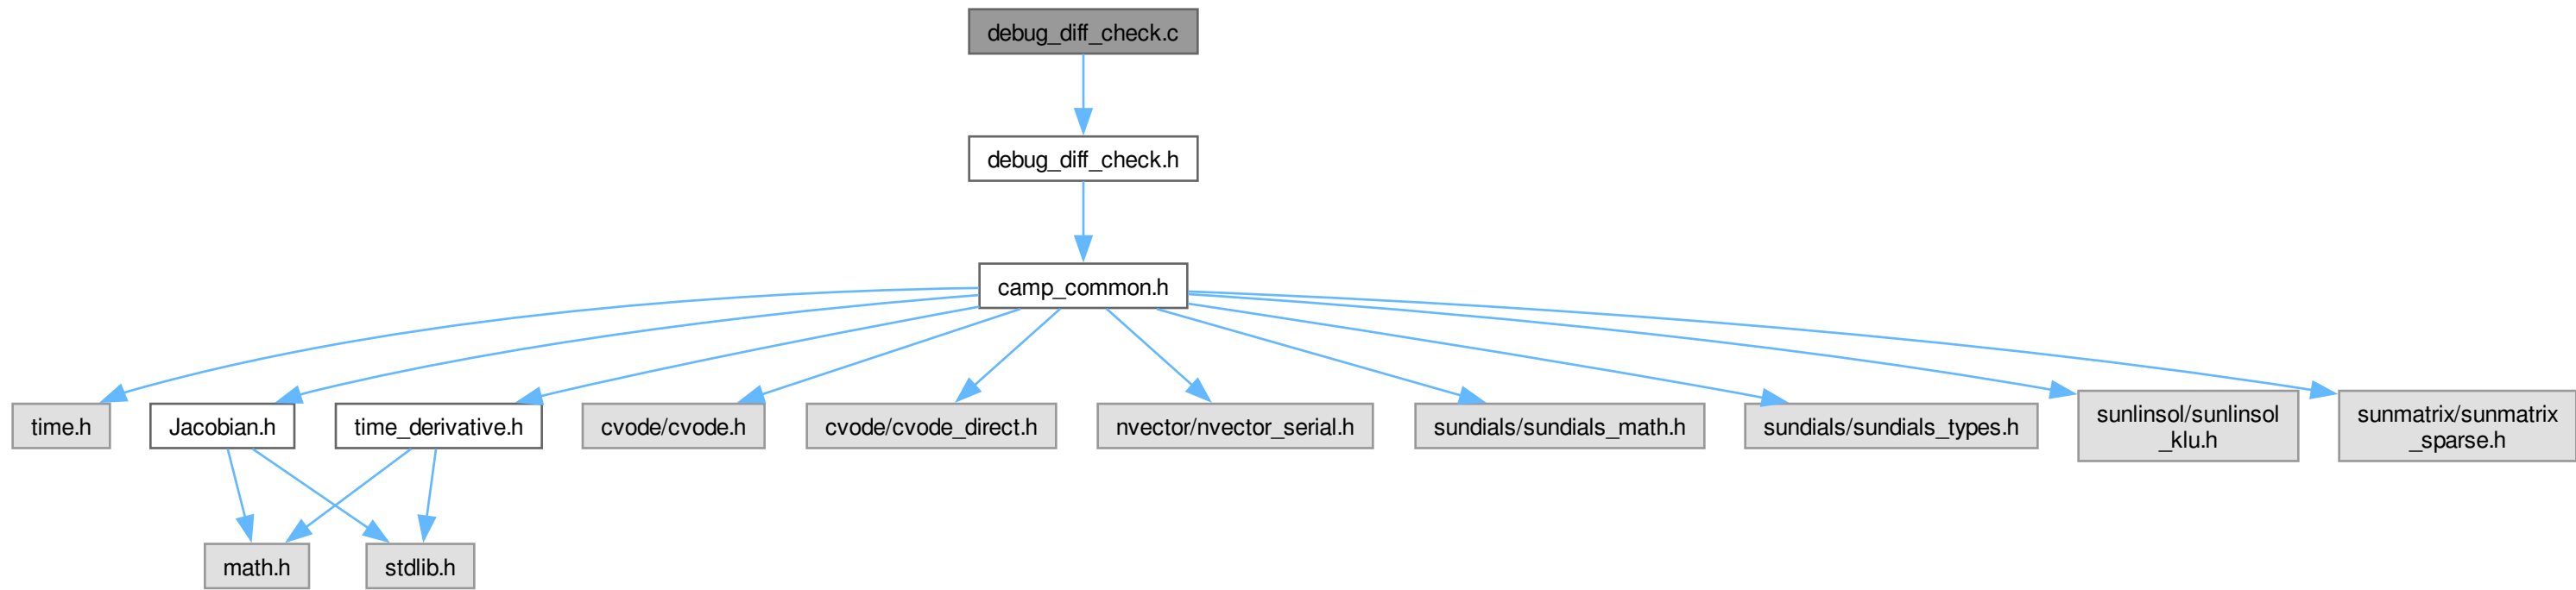 debug_diff_check.c
debug_diff_check.h
camp_common.h
time.h
Jacobian.h
time_derivative.h
cvode/cvode.h
cvode/cvode_direct.h
nvector/nvector_serial.h
sundials/sundials_math.h
sundials/sundials_types.h
sunlinsol/sunlinsol
_klu.h
sunmatrix/sunmatrix
_sparse.h
math.h
stdlib.h